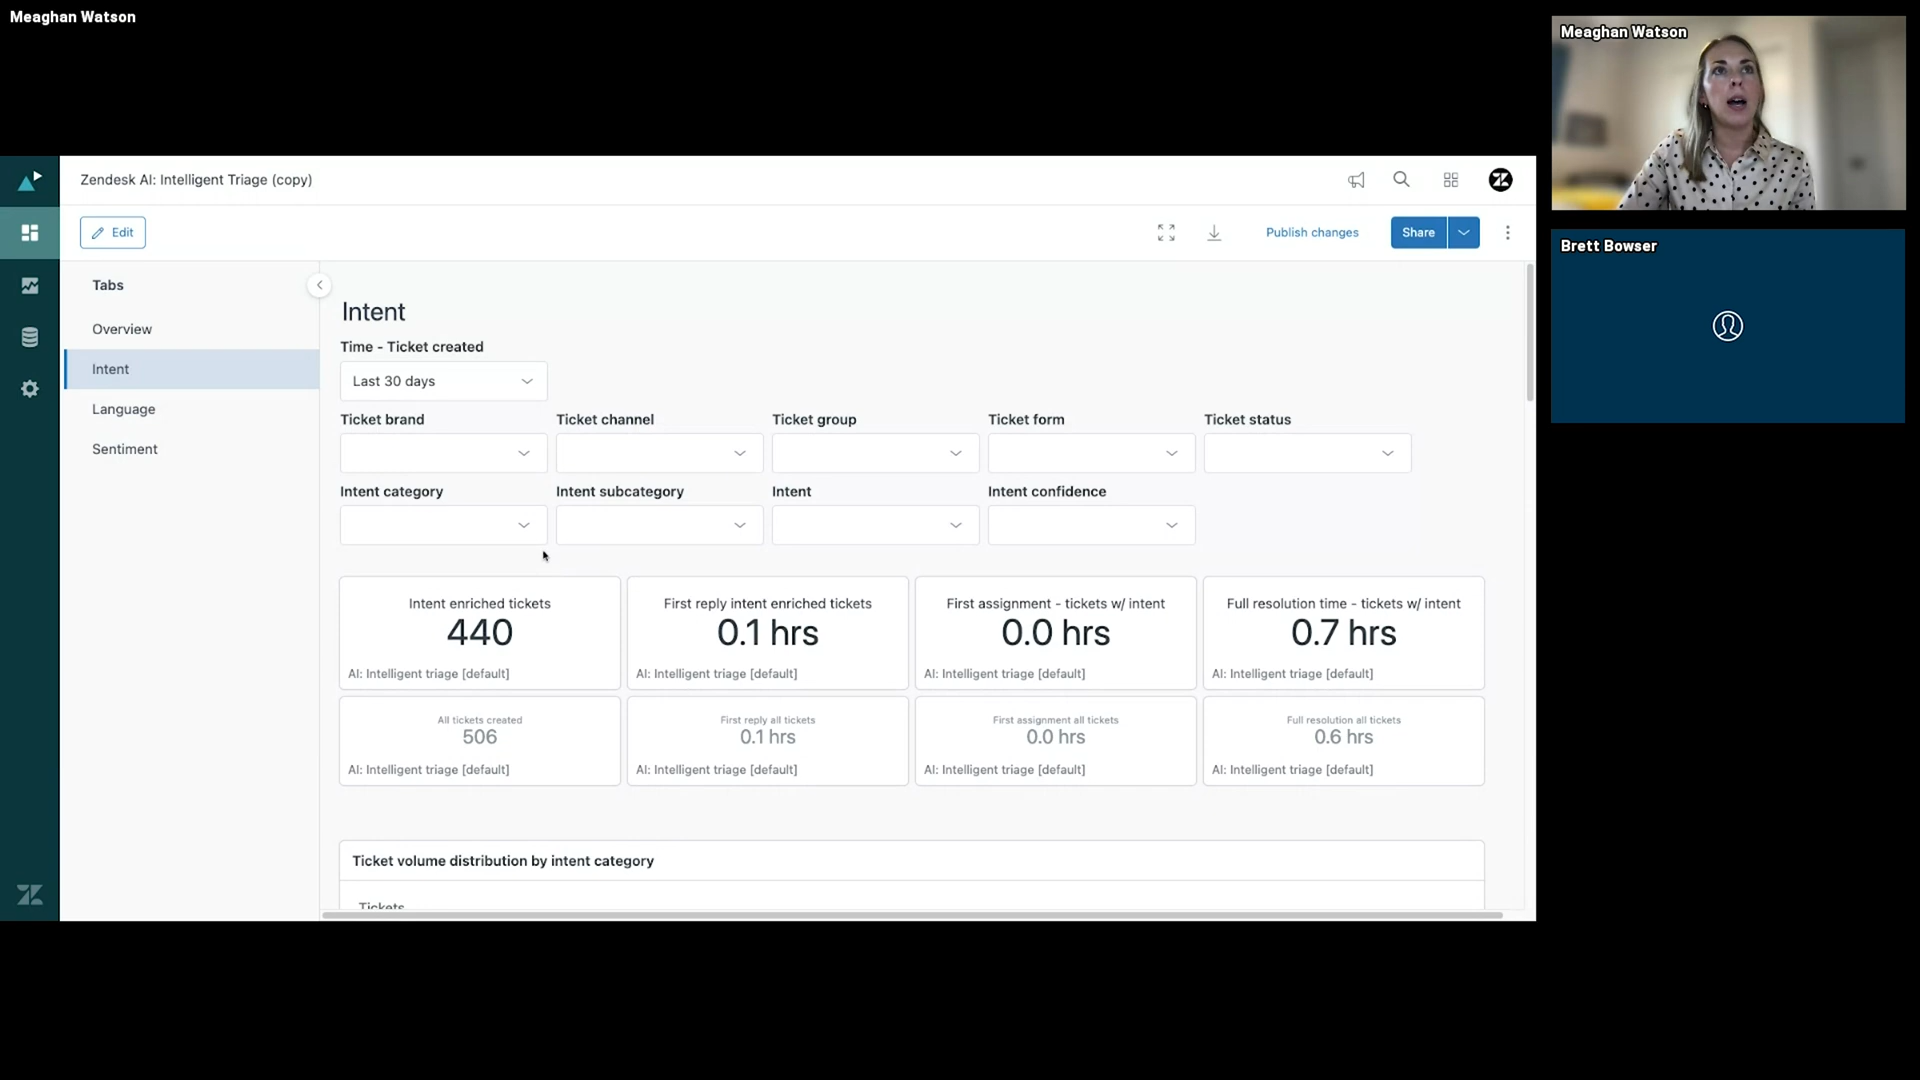 Meaghan Watson
Meaghan Watson
Brett Bowser
Zendesk AI: Intelligent Triage (copy)
Edit
Publish changes
Share
Tabs
Overview
Intent
Language
Sentiment
Intent
Time - Ticket created
Last 30 days
Ticket brand
Ticket channel
Ticket group
Ticket form
Ticket status
Intent category
Intent subcategory
Intent
Intent confidence
Intent enriched tickets
440
AI: Intelligent triage [default]
First reply intent enriched tickets
0.1 hrs
AI: Intelligent triage [default]
First assignment - tickets w/ intent
0.0 hrs
AI: Intelligent triage [default]
Full resolution time - tickets w/ intent
0.7 hrs
AI: Intelligent triage [default]
All tickets created
506
AI: Intelligent triage [default]
First reply all tickets
0.1 hrs
AI: Intelligent triage [default]
First assignment all tickets
0.0 hrs
AI: Intelligent triage [default]
Full resolution all tickets
0.6 hrs
AI: Intelligent triage [default]
Ticket volume distribution by intent category
Tickets